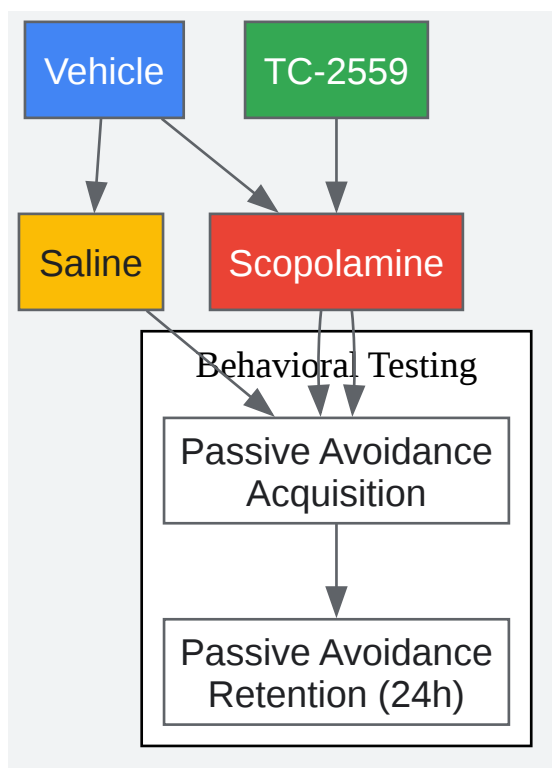 Vehicle
TC-2559
Saline
Scopolamine
Behavioral Testing
Passive Avoidance
Acquisition
Passive Avoidance
Retention (24h)